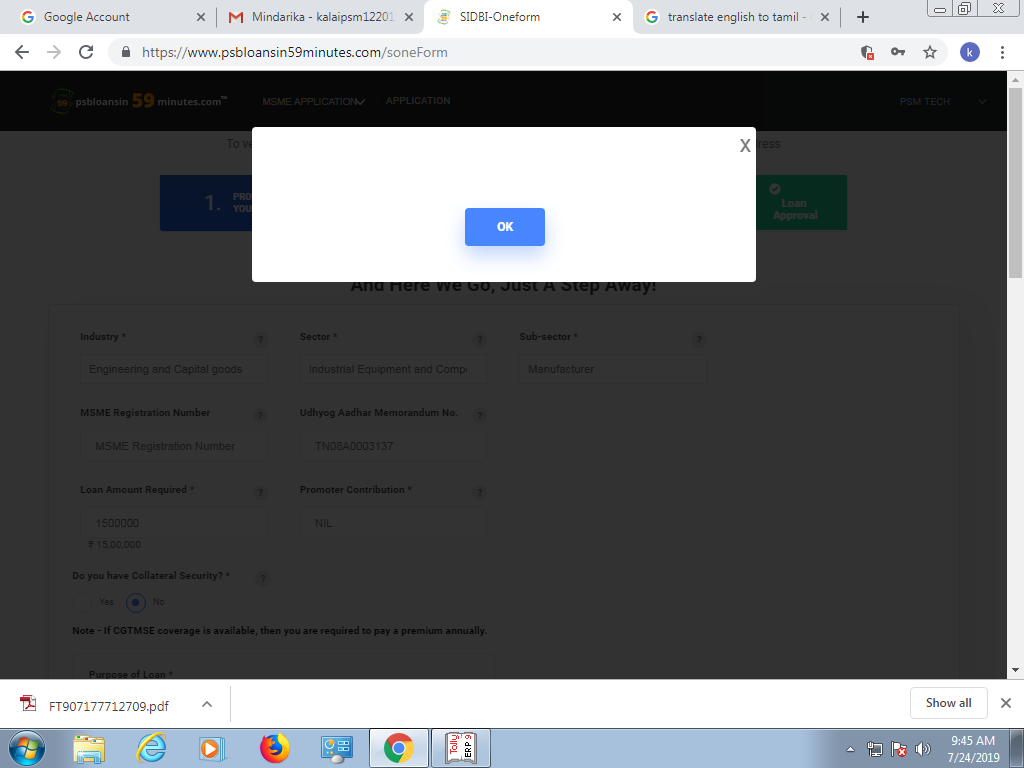 Google Account
Mindarika - kalaipsm12201
SIDBI-Oneform
translate english to tamil -
https://www.psbloansin59minutes.com/soneForm
k
59 psbloansin 59 minutes.com™
MSME APPLICATION
APPLICATION
PSM TECH
To ve
ress
X
1.
PRO
YOU
Loan
Approval
OK
And Here We Go, Just A Step Away!
Industry * ?
Sector * ?
Sub-sector * ?
Engineering and Capital goods
Industrial Equipment and Compo
Manufacturer
MSME Registration Number ?
Udhyog Aadhar Memorandum No. ?
MSME Registration Number
TN08A0003137
Loan Amount Required * ?
Promoter Contribution * ?
1500000
NIL
₹ 15,00,000
Do you have Collateral Security? * ?
Yes
No
Note - If CGTMSE coverage is available, then you are required to pay a premium annually.
Purpose of Loan *
FT907177712709.pdf
Show all
Tally
ERP 9
9:45 AM
7/24/2019